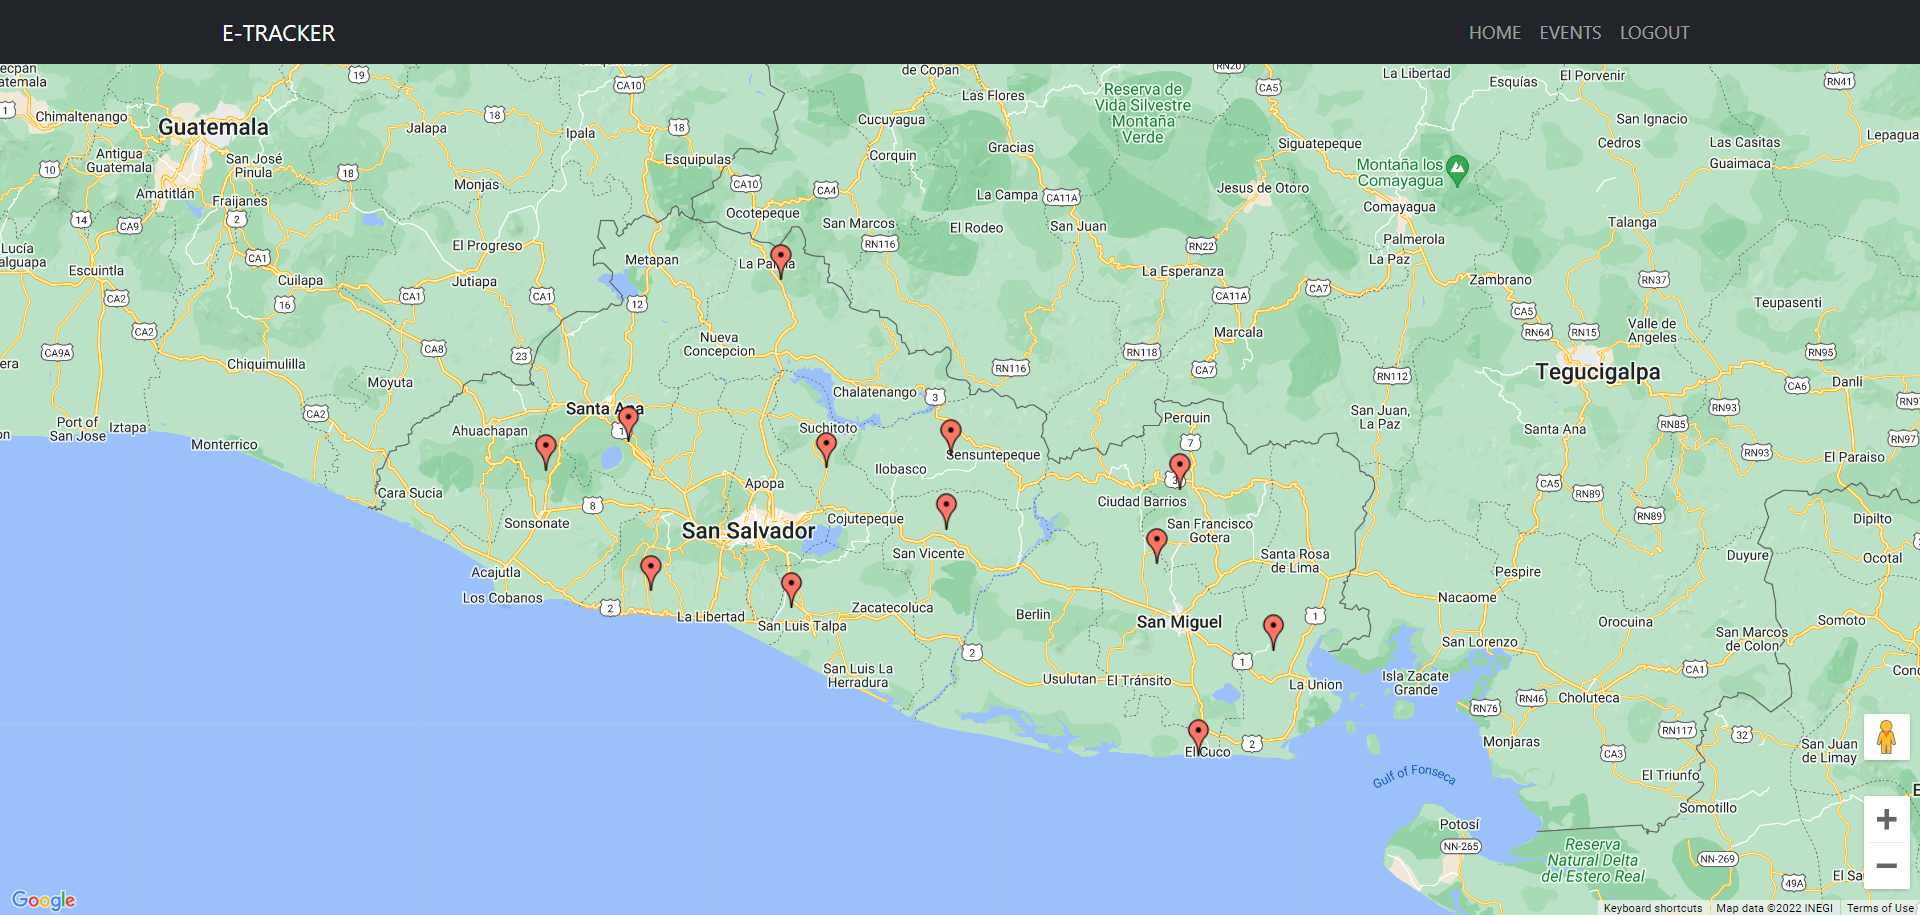 E-TRACKER
HOME EVENTS LOGOUT
Chimaltenango
Guatemala
Antigua
Guatemala
San José
Pinula
Amatitlán
Fraijanes
Jalapa
Ipala
Monjas
Esquipulas
de Copan
Las Flores
Cucuyagua
Corquin
Gracias
La Campa
Reserva de
Vida Silvestre
Montaña
Verde
La Libertad
Esquías
El Porvenir
San Ignacio
Cedros
Las Casitas
Guaimaca
Lepagua
Siguatepeque
Montaña los
Comayagua
Jesus de Otoro
Comayagua
Talanga
Palmerola
La Paz
Zambrano
Escuintla
Cuilapa
El Progreso
Jutiapa
Metapan
Ocotepeque
San Marcos
El Rodeo
San Juan
La Esperanza
Marcala
Teupasenti
Valle de
Angeles
Tegucigalpa
Danli
Chiquimulilla
Moyuta
Nueva
Concepcion
Chalatenango
Port of
San Jose
Iztapa
Monterrico
Ahuachapan
Suchitoto
Sensuntepeque
Ilobasco
Perquin
San Juan,
La Paz
Santa Ana
El Paraiso
Cara Sucia
Sonsonate
Apopa
San Salvador
Cojutepeque
San Vicente
Ciudad Barrios
San Francisco
Gotera
Santa Rosa
de Lima
Dipilto
Ocotal
Duyure
Pespire
Acajutla
Los Cobanos
La Libertad
San Luis Talpa
Zacatecoluca
Berlin
San Miguel
Nacaome
San Lorenzo
Orocuina
Somoto
San Marcos
de Colon
San Luis La
Herradura
Usulutan
El Tránsito
La Union
Isla Zacate
Grande
Choluteca
El Cuco
Monjaras
Gulf of Fonseca
San Juan
de Limay
El Triunfo
Somotillo
Potosí
Reserva
Natural Delta
del Estero Real
Google
Keyboard shortcuts
Map data ©2022 INEGI
Terms of Use